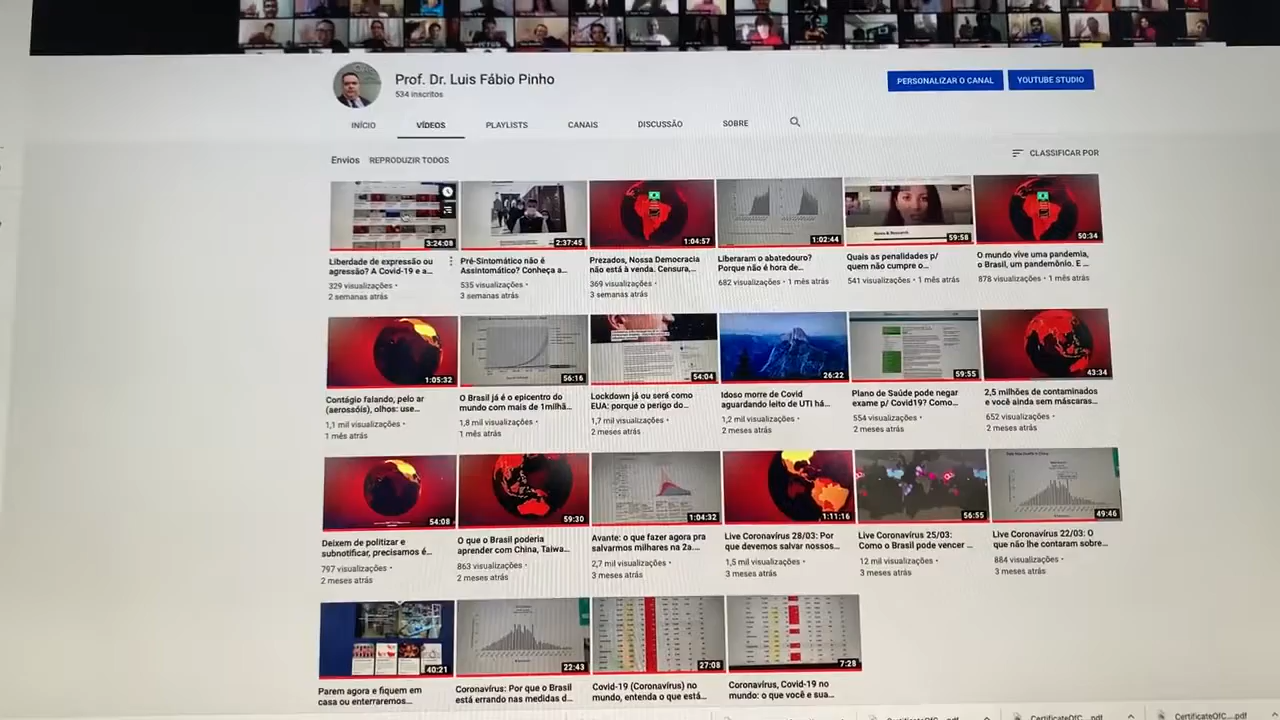 Prof. Dr. Luis Fábio Pinho
534 inscritos
PERSONALIZAR O CANAL
YOUTUBE STUDIO
INÍCIO
VÍDEOS
PLAYLISTS
CANAIS
DISCUSSÃO
SOBRE
Envios REPRODUZIR TODOS
CLASSIFICAR POR
3:24:08
2:37:45
1:04:57
1:02:44
59:58
50:34
Liberdade de expressão ou
agressão? A Covid-19 e a...
329 visualizações •
2 semanas atrás
Pré-Sintomático não é
Assintomático? Conheça a...
535 visualizações •
3 semanas atrás
Prezados, Nossa Democracia
não está à venda. Censura,...
369 visualizações •
3 semanas atrás
Liberaram o abatedouro?
Porque não é hora de...
682 visualizações • 1 mês atrás
Quais as penalidades p/
quem não cumpre o...
541 visualizações • 1 mês atrás
O mundo vive uma pandemia,
o Brasil, um pandemônio. E ...
878 visualizações • 1 mês atrás
1:05:32
56:16
54:04
26:22
59:55
43:34
Contágio falando, pelo ar
(aerossóis), olhos: use...
1,1 mil visualizações •
1 mês atrás
O Brasil já é o epicentro do
mundo com mais de 1milhã...
1,8 mil visualizações •
1 mês atrás
Lockdown já ou será como
EUA: porque o perigo do...
1,7 mil visualizações •
2 meses atrás
Idoso morre de Covid
aguardando leito de UTI há...
1,2 mil visualizações •
2 meses atrás
Plano de Saúde pode negar
exame p/ Covid19? Como...
554 visualizações •
2 meses atrás
2,5 milhões de contaminados
e você ainda sem máscaras...
652 visualizações •
2 meses atrás
54:08
59:30
1:04:32
1:11:16
56:55
49:46
Deixem de politizar e
subnotificar, precisamos é...
797 visualizações •
2 meses atrás
O que o Brasil poderia
aprender com China, Taiwa...
863 visualizações •
2 meses atrás
Avante: o que fazer agora pra
salvarmos milhares na 2a....
2,7 mil visualizações •
3 meses atrás
Live Coronavírus 28/03: Por
que devemos salvar nossos...
1,5 mil visualizações •
3 meses atrás
Live Coronavírus 25/03:
Como o Brasil pode vencer ...
12 mil visualizações •
3 meses atrás
Live Coronavírus 22/03: O
que não lhe contaram sobre...
884 visualizações •
3 meses atrás
40:21
22:43
27:08
7:28
Parem agora e fiquem em
casa ou enterraremos...
Coronavírus: Por que o Brasil
está errando nas medidas d...
Covid-19 (Coronavírus) no
mundo, entenda o que está...
Coronavírus, Covid-19 no
mundo: o que você e sua...
CertificateOfC....pdf